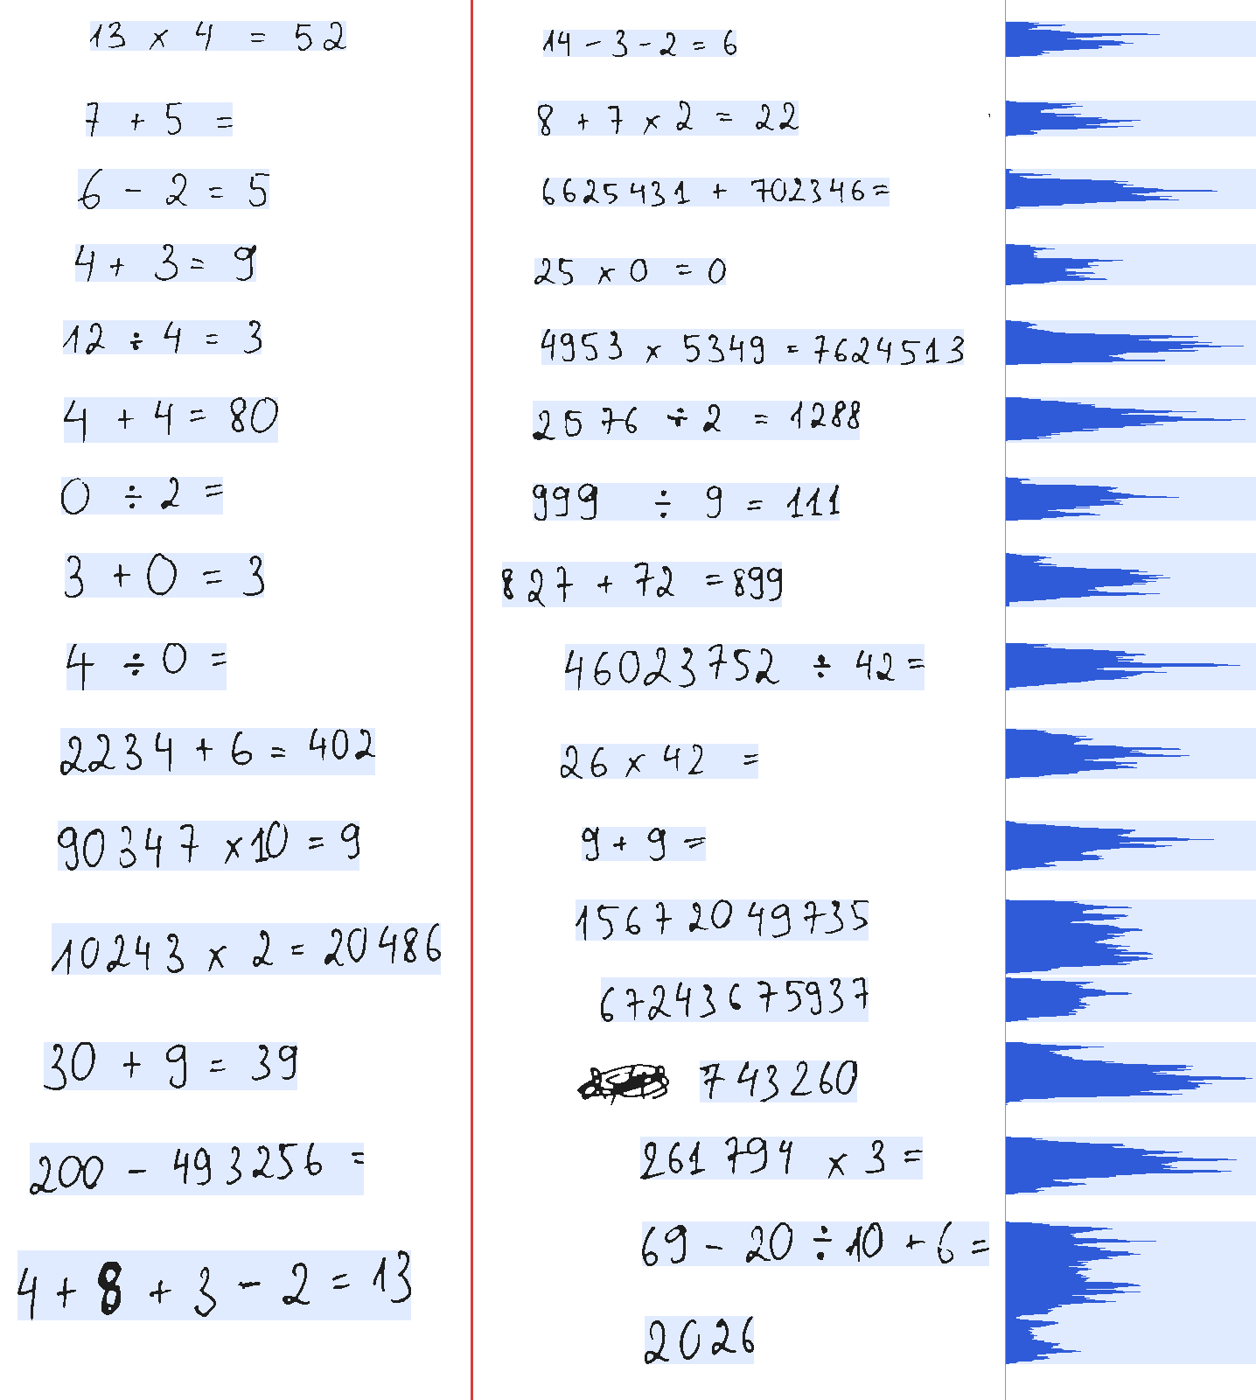 13 × 4 = 52
7 + 5 =
6 - 2 = 5
4 + 3 = 9
12 ÷ 4 = 3
4 + 4 = 80
0 ÷ 2 =
3 + 0 = 3
4 ÷ 0 =
2234 + 6 = 402
90347 × 10 = 9
10243 × 2 = 20486
30 + 9 = 39
200 - 493256 =
4 + 8 + 3 - 2 = 13
14 - 3 - 2 = 6
8 + 7 × 2 = 22
6625431 + 702346 =
25 × 0 = 0
4953 × 5349 = 7624513
2576 ÷ 2 = 1288
999 ÷ 9 = 111
827 + 72 = 899
46023752 ÷ 42 =
26 × 42 =
9 + 9 =
15672049735
67243675937
743260
261794 × 3 =
69 - 20 ÷ 10 + 6 =
2026